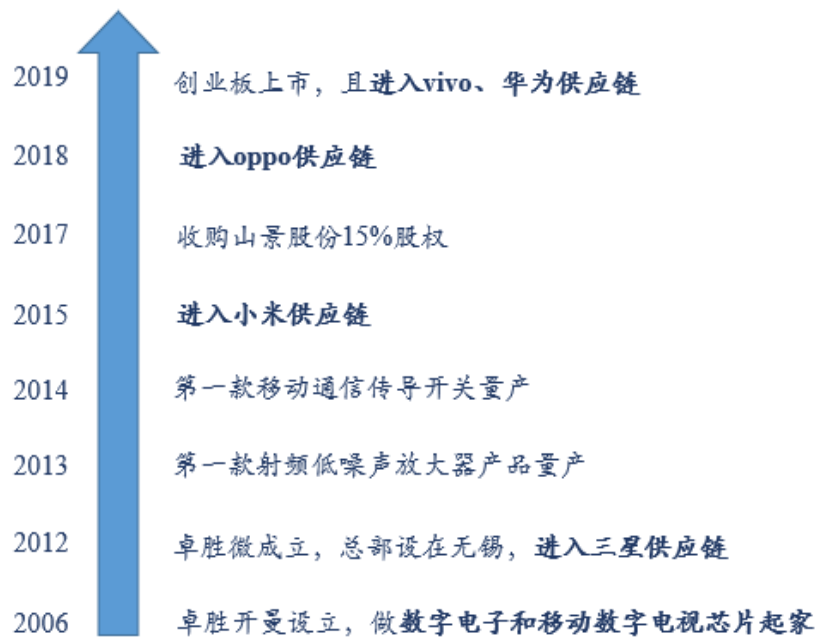 2019 创业板上市，且进入vivo、华为供应链
2018 进入oppo供应链
2017 收购山景股份15%股权
2015 进入小米供应链
2014 第一款移动通信传导开关量产
2013 第一款射频低噪声放大器产品量产
2012 卓胜微成立，总部设在无锡，进入三星供应链
2006 卓胜开曼设立，做数字电子和移动数字电视芯片起家